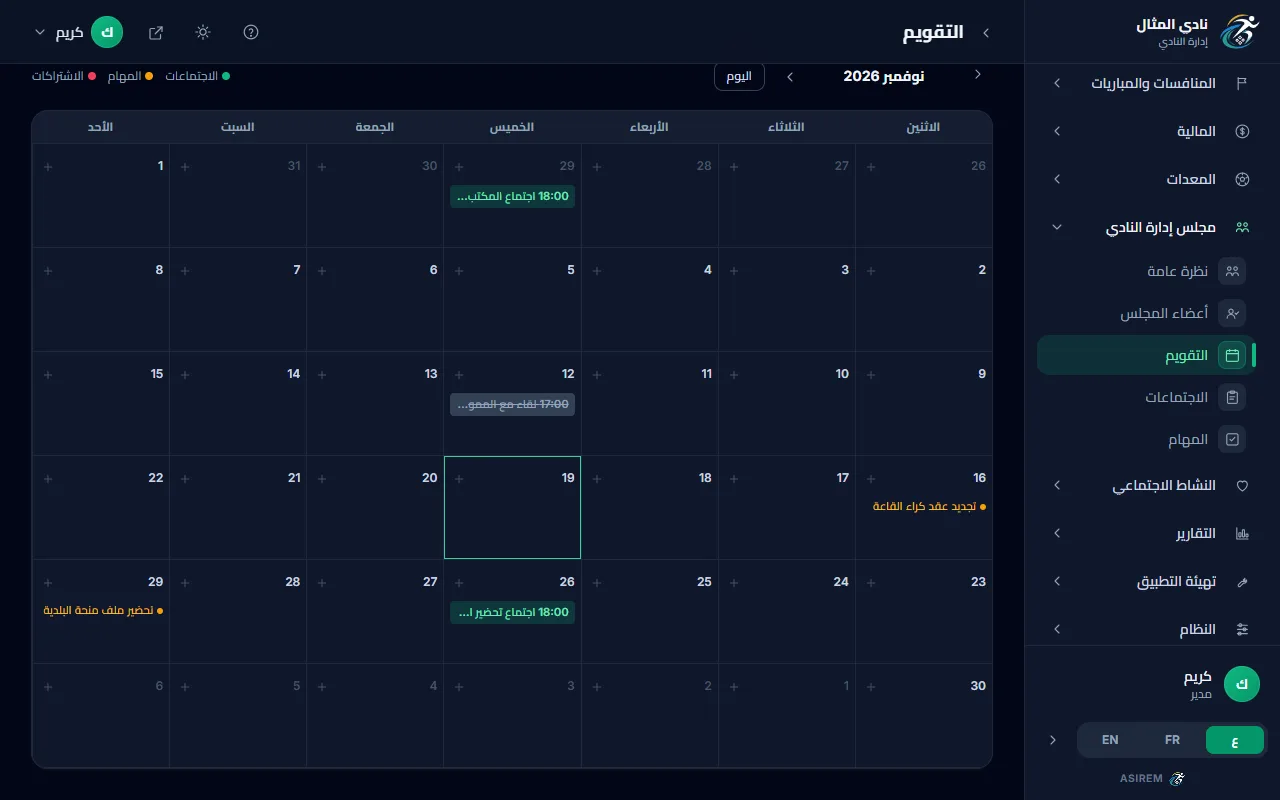 نادي المثال
إدارة النادي
المنافسات والمباريات
المالية
المعدات
مجلس إدارة النادي
نظرة عامة
أعضاء المجلس
التقويم
الاجتماعات
المهام
النشاط الاجتماعي
التقارير
تهيئة التطبيق
النظام
ك
كريم
مدير
ع FR EN
ASIREM
التقويم
ك كريم
نوفمبر 2026
اليوم
الاجتماعات المهام الاشتراكات
الاثنين الثلاثاء الأربعاء الخميس الجمعة السبت الأحد
26 27 28 29 30 31 1
18:00 اجتماع المكتب...
2 3 4 5 6 7 8
9 10 11 12 13 14 15
17:00 لقاء مع الممو...
16 17 18 19 20 21 22
تجديد عقد كراء القاعة
23 24 25 26 27 28 29
18:00 اجتماع تحضير ا...
تحضير ملف منحة البلدية
30 1 2 3 4 5 6